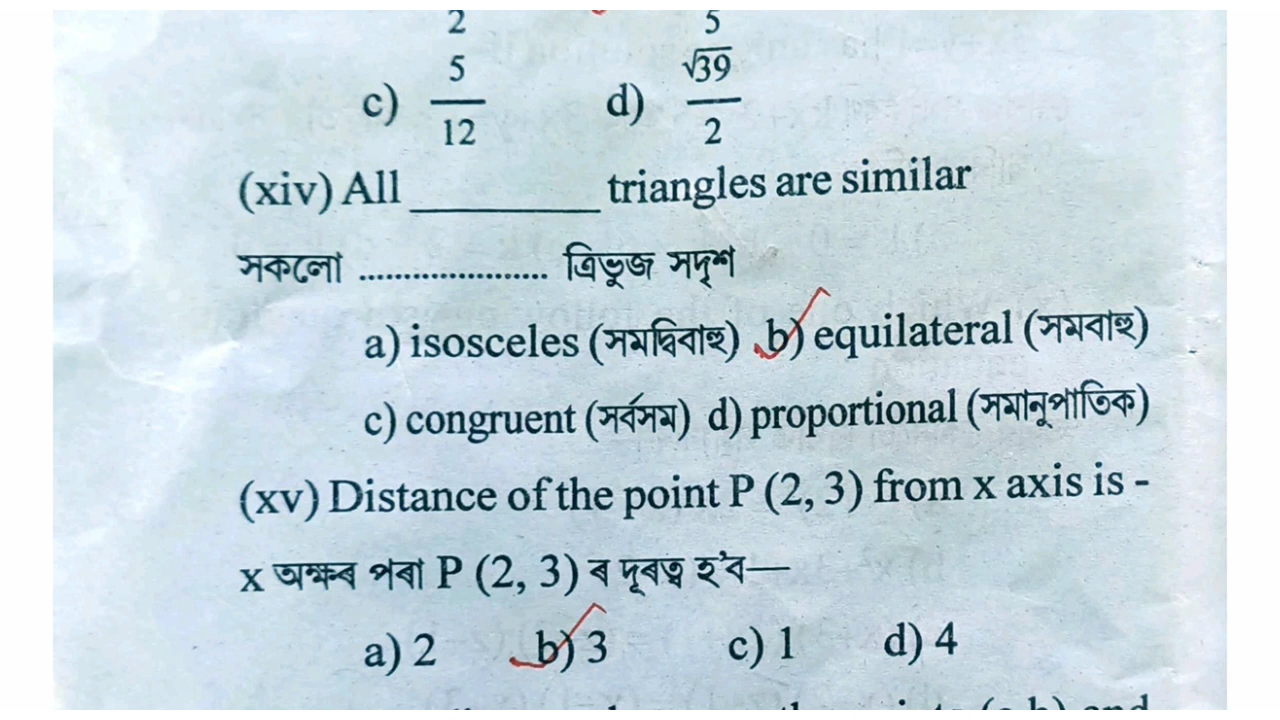 2 5
c) 5/12 d) √39/2
(xiv) All __________ triangles are similar
সকলো ..................... ত্ৰিভুজ সদৃশ
a) isosceles (সমদ্বিবাহু) b) equilateral (সমবাহু)
c) congruent (সৰ্বসম) d) proportional (সমানুপাতিক)
(xv) Distance of the point P (2, 3) from x axis is -
x অক্ষৰ পৰা P (2, 3) ৰ দূৰত্ব হ'ব—
a) 2 b) 3 c) 1 d) 4